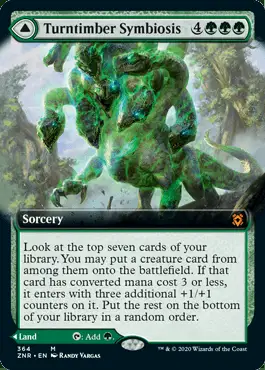 Turntimber Symbiosis 4
Sorcery
Look at the top seven cards of your
library. You may put a creature card from
among them onto the battlefield. If that
card has converted mana cost 3 or less,
it enters with three additional +1/+1
counters on it. Put the rest on the bottom
of your library in a random order.
Land : Add .
364 M
ZNR • EN RANDY VARGAS
™ & © 2020 Wizards of the Coast